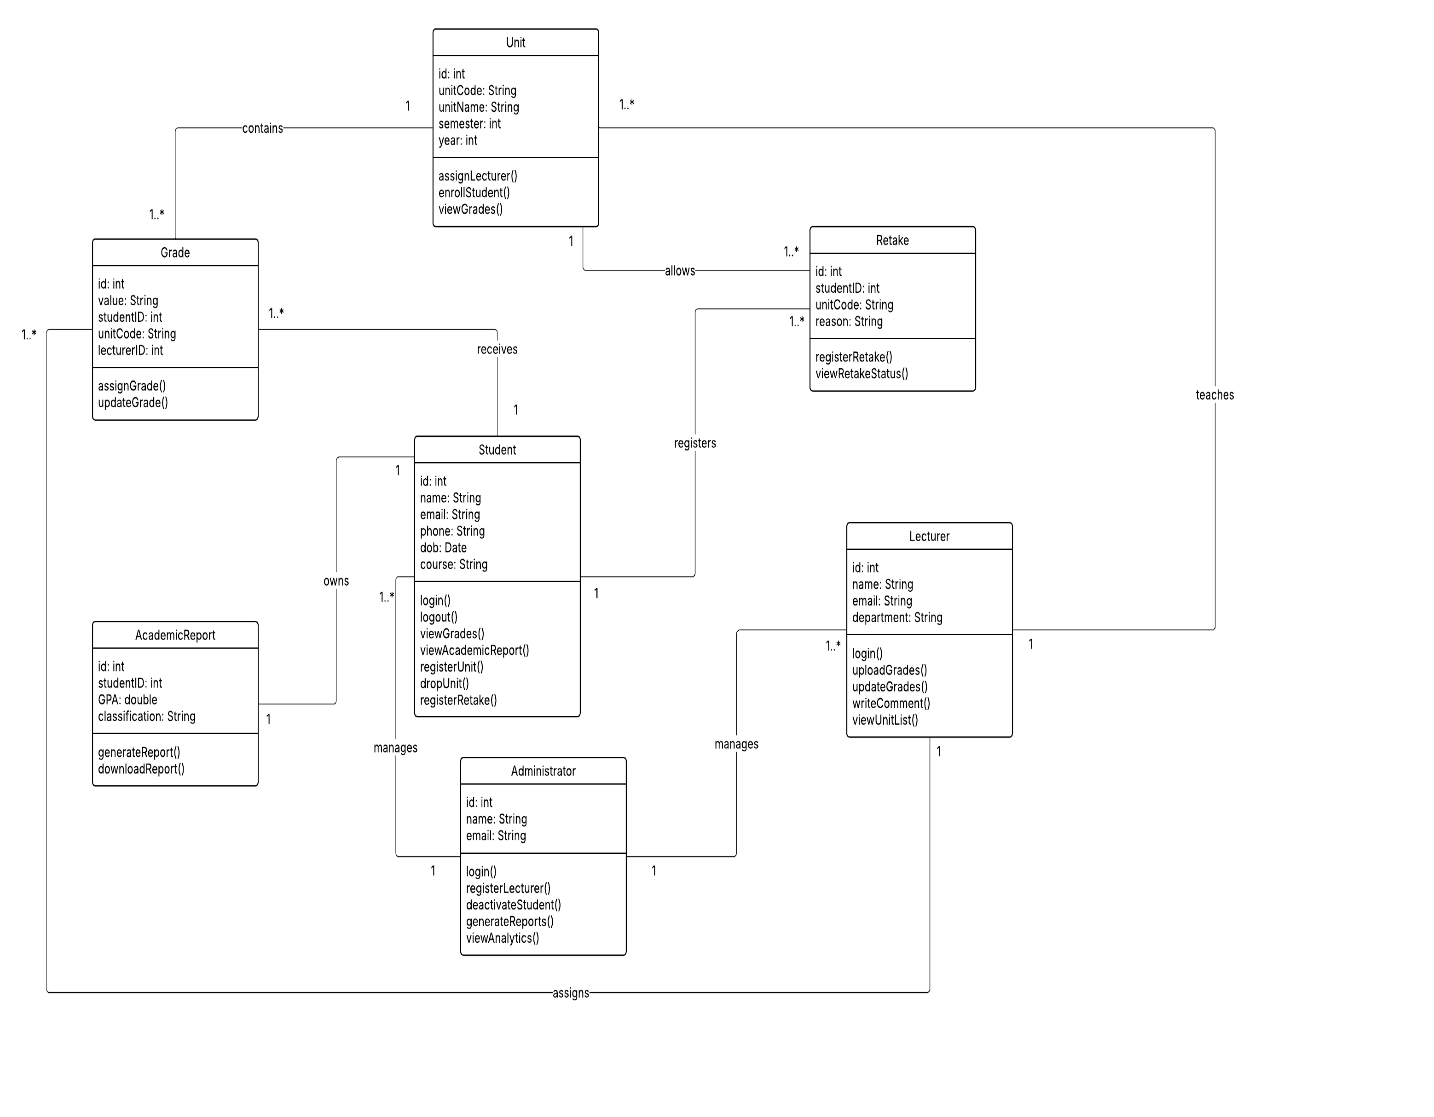 Unit
id: int
unitCode: String
unitName: String
semester: int
year: int
assignLecturer()
enrollStudent()
viewGrades()
1
1..*
contains
1..*
1
allows
1..*
Retake
id: int
studentID: int
unitCode: String
reason: String
registerRetake()
viewRetakeStatus()
1..*
Grade
id: int
value: String
studentID: int
unitCode: String
lecturerID: int
assignGrade()
updateGrade()
1..*
1..*
receives
1
teaches
registers
Student
id: int
name: String
email: String
phone: String
dob: Date
course: String
login()
logout()
viewGrades()
viewAcademicReport()
registerUnit()
dropUnit()
registerRetake()
1
1..*
1
owns
Lecturer
id: int
name: String
email: String
department: String
login()
uploadGrades()
updateGrades()
writeComment()
viewUnitList()
1..*
1
1
AcademicReport
id: int
studentID: int
GPA: double
classification: String
generateReport()
downloadReport()
1
manages
manages
Administrator
id: int
name: String
email: String
login()
registerLecturer()
deactivateStudent()
generateReports()
viewAnalytics()
1
1
assigns